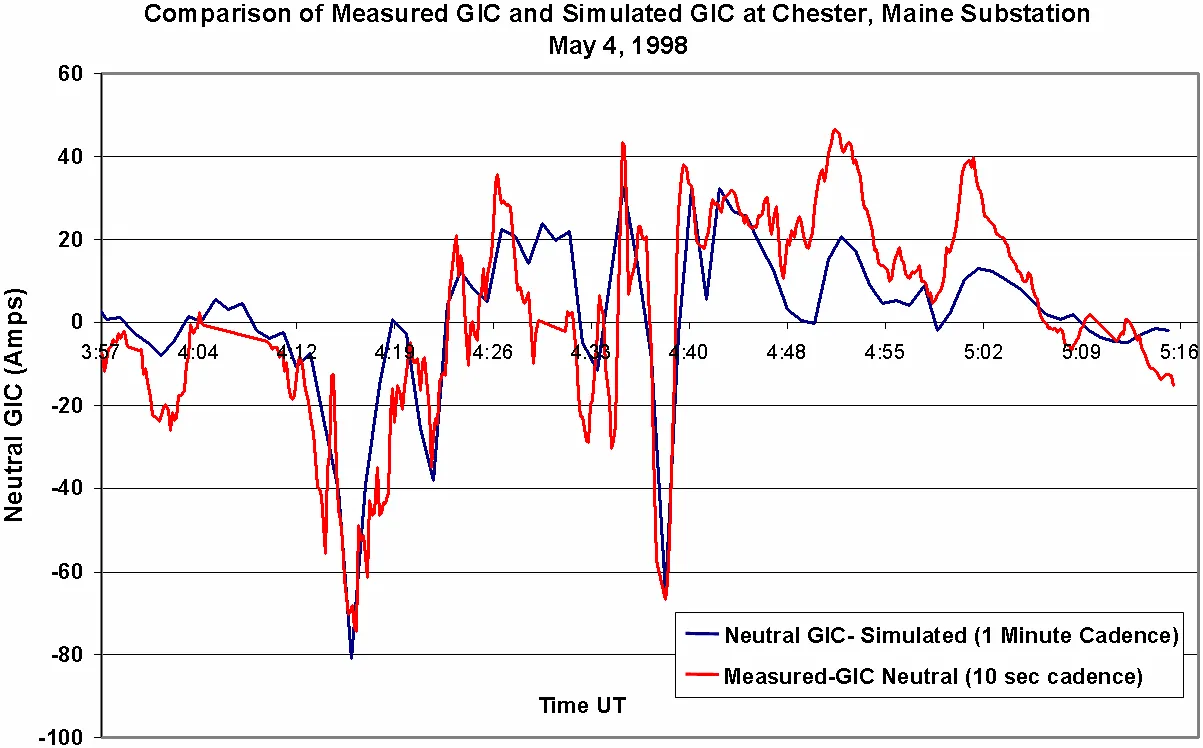 Comparison of Measured GIC and Simulated GIC at Chester, Maine Substation
May 4, 1998
60
40
20
0
-20
-40
-60
-80
-100
Neutral GIC (Amps)
3:57 4:04 4:12 4:19 4:26 4:33 4:40 4:48 4:55 5:02 5:09 5:16
Neutral GIC- Simulated (1 Minute Cadence)
Measured-GIC Neutral (10 sec cadence)
Time UT